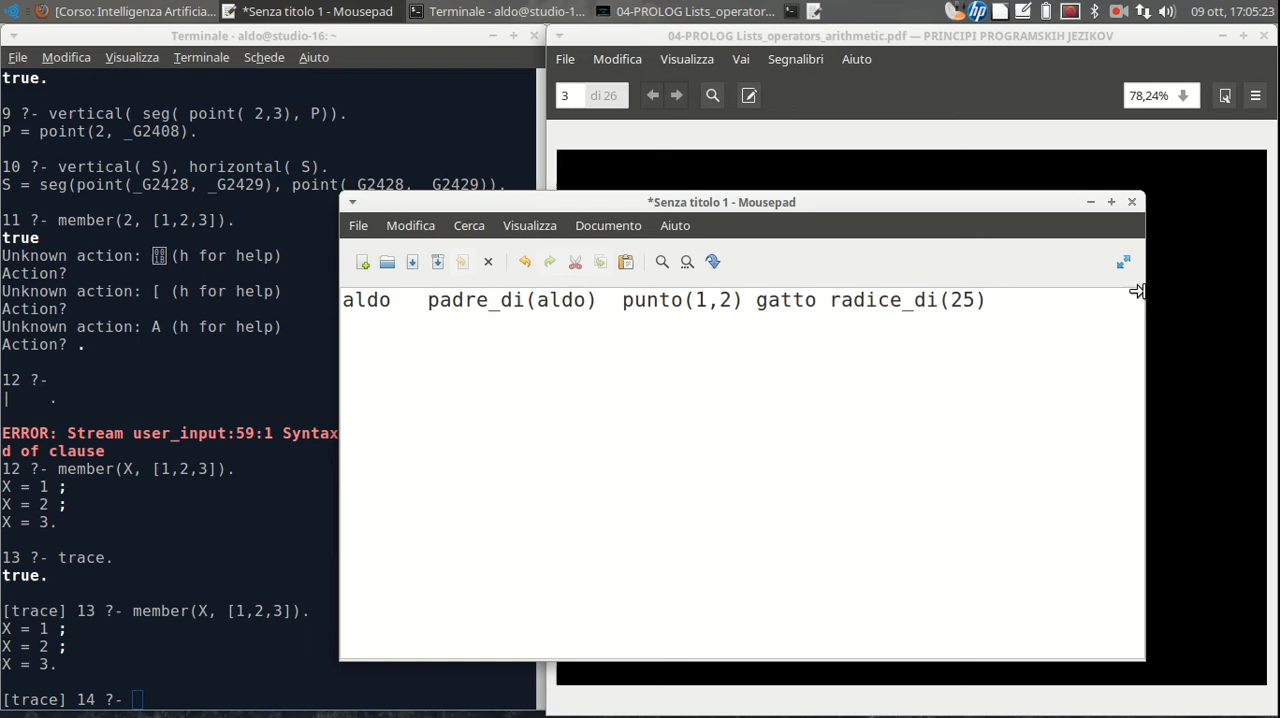 [Corso: Intelligenza Artificia... *Senza titolo 1 - Mousepad Terminale - aldo@studio-1... 04-PROLOG Lists_operator... 09 ott, 17:05:23
Terminale - aldo@studio-16: ~
File Modifica Visualizza Terminale Schede Aiuto
true.
9 ?- vertical( seg( point( 2,3), P)).
P = point(2, _G2408).
10 ?- vertical( S), horizontal( S).
S = seg(point(_G2428, _G2429), point( G2428, G2429)).
11 ?- member(2, [1,2,3]).
true
Unknown action: (h for help)
Action?
Unknown action: [ (h for help)
Action?
Unknown action: A (h for help)
Action? .
12 ?-
| .
ERROR: Stream user_input:59:1 Syntax
d of clause
12 ?- member(X, [1,2,3]).
X = 1 ;
X = 2 ;
X = 3.
13 ?- trace.
true.
[trace] 13 ?- member(X, [1,2,3]).
X = 1 ;
X = 2 ;
X = 3.
[trace] 14 ?-
04-PROLOG Lists_operators_arithmetic.pdf — PRINCIPI PROGRAMSKIH JEZIKOV
File Modifica Visualizza Vai Segnalibri Aiuto
3 di 26 78,24%
*Senza titolo 1 - Mousepad
File Modifica Cerca Visualizza Documento Aiuto
aldo padre_di(aldo) punto(1,2) gatto radice_di(25)